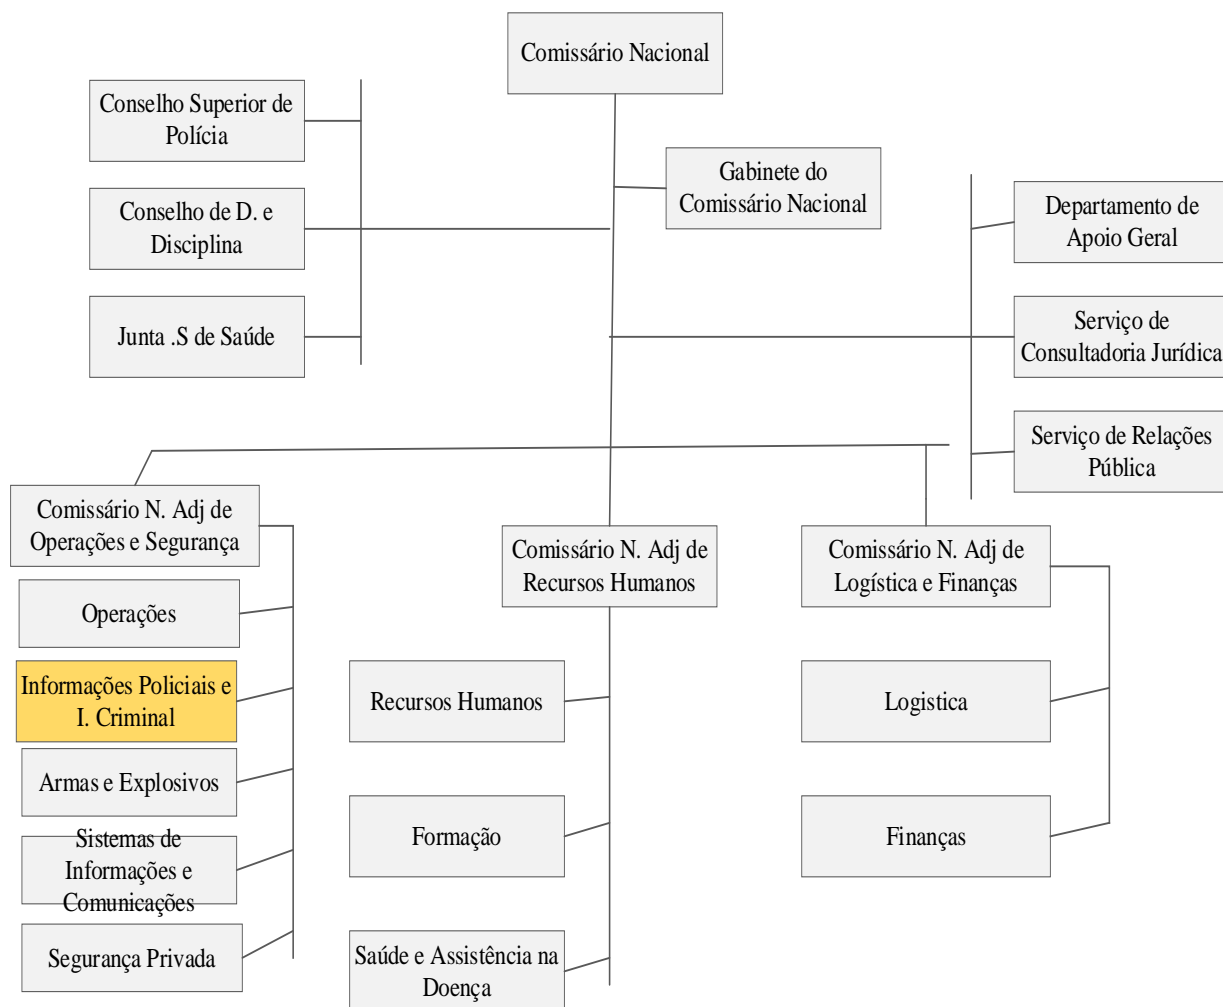 Comissário Nacional
Conselho Superior de
Polícia
Gabinete do
Comissário Nacional
Conselho de D. e
Disciplina
Departamento de
Apoio Geral
Junta .S de Saúde
Serviço de
Consultadoria Jurídica
Serviço de Relações
Pública
Comissário N. Adj de
Operações e Segurança
Comissário N. Adj de
Recursos Humanos
Comissário N. Adj de
Logística e Finanças
Operações
Informações Policiais e
I. Criminal
Armas e Explosivos
Sistemas de
Informações e
Comunicações
Segurança Privada
Recursos Humanos
Formação
Saúde e Assistência na
Doença
Logistica
Finanças